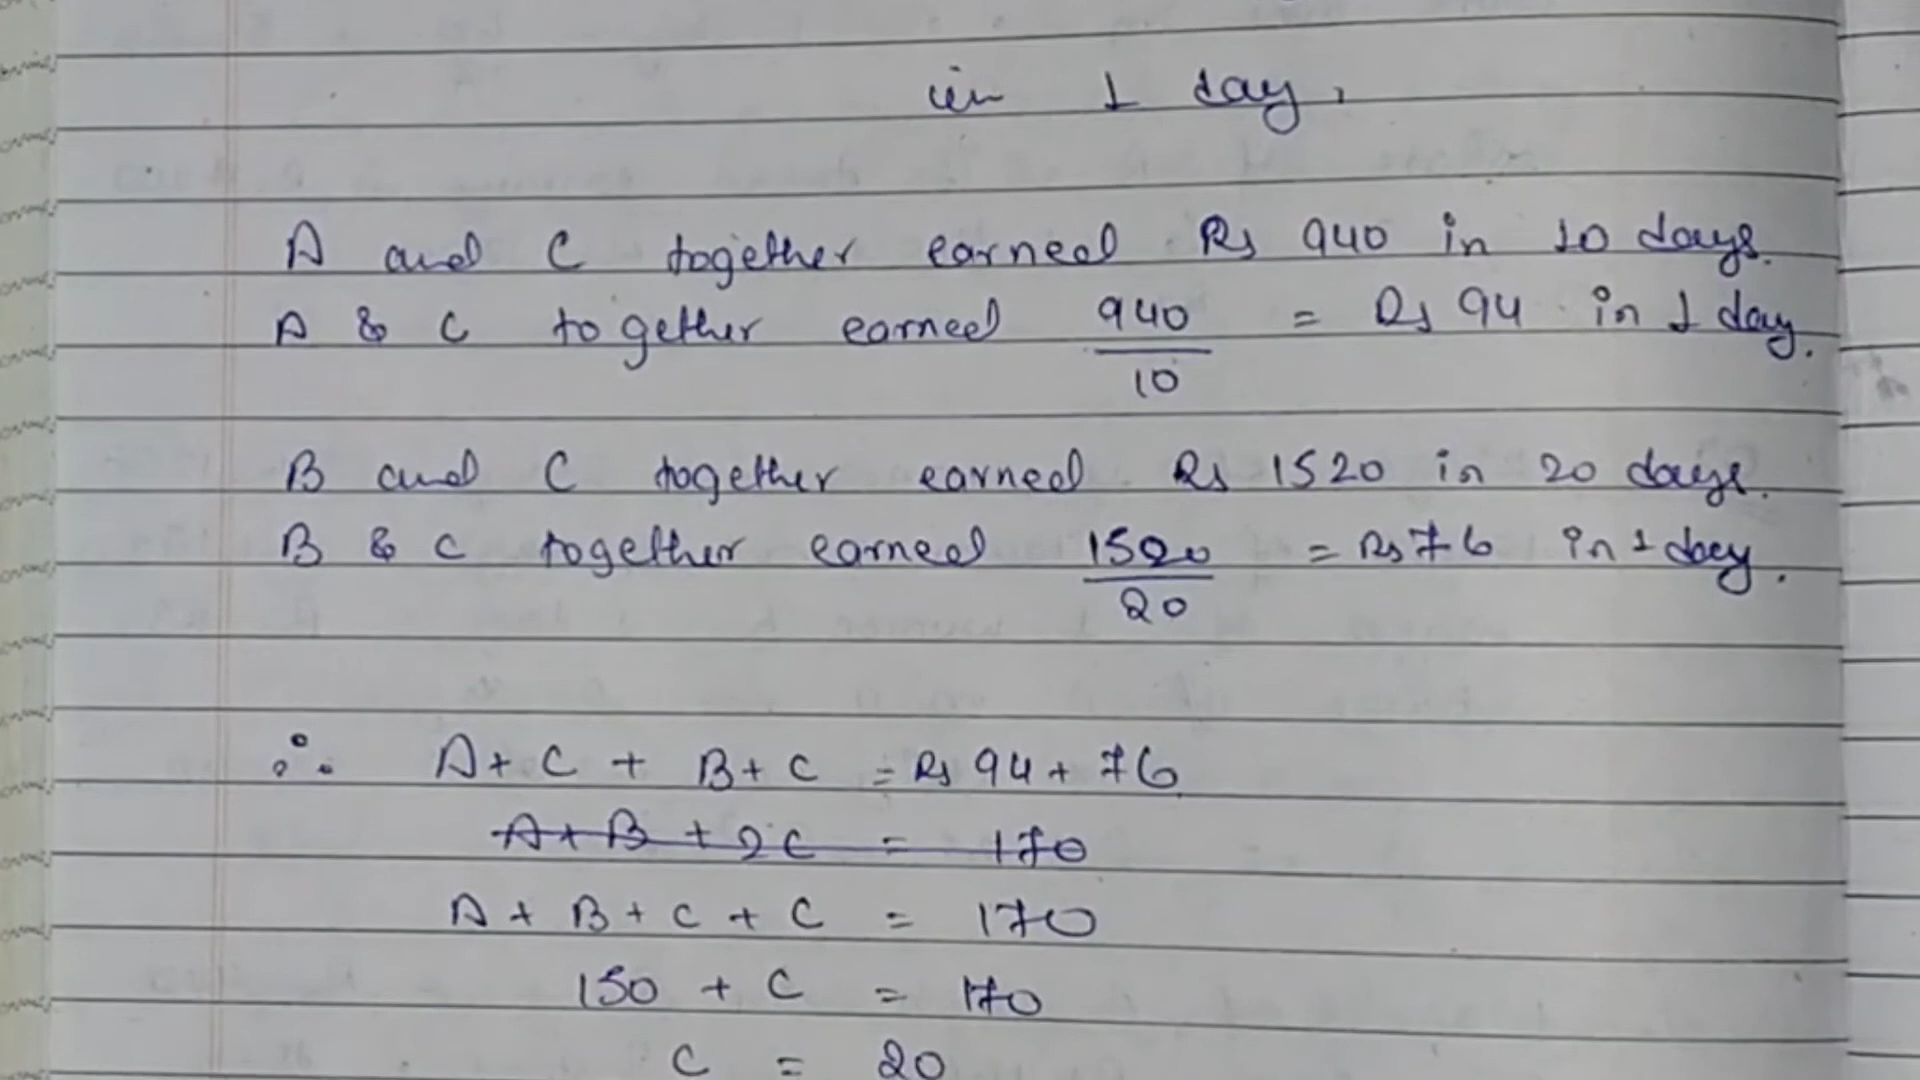 in 1 day,
A and C together earned Rs 940 in 10 days.
A & C together earned 940/10 = Rs 94 in 1 day.
B and C together earned Rs 1520 in 20 days.
B & C together earned 1520/20 = Rs 76 in 1 day.
∴ A + C + B + C = Rs 94 + 76
A + B + 2C = 170
A + B + C + C = 170
150 + C = 170
C = 20